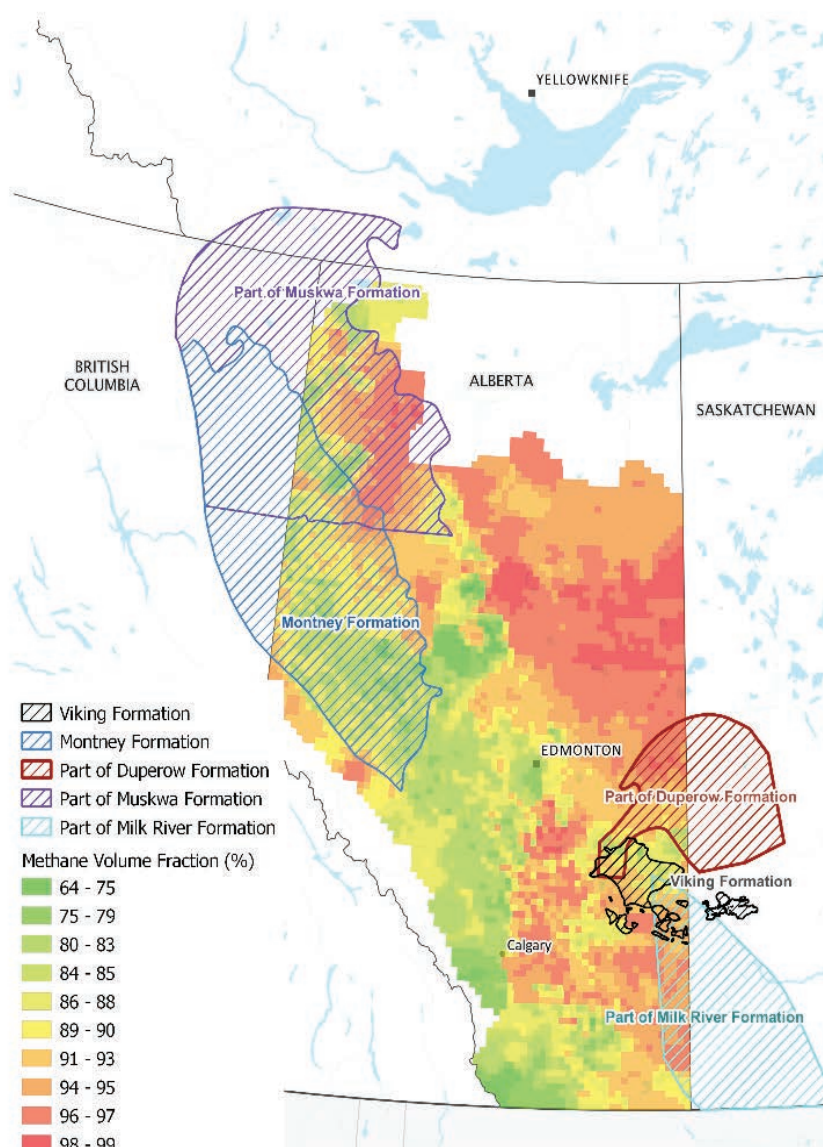 YELLOWKNIFE
Part of Muskwa Formation
BRITISH
COLUMBIA
ALBERTA
SASKATCHEWAN
Montney Formation
Viking Formation
Montney Formation
Part of Duperow Formation
Part of Muskwa Formation
Part of Milk River Formation
EDMONTON
Part of Duperow Formation
Viking Formation
Calgary
Part of Milk River Formation
Methane Volume Fraction (%)
64 - 75
75 - 79
80 - 83
84 - 85
86 - 88
89 - 90
91 - 93
94 - 95
96 - 97
98 - 99